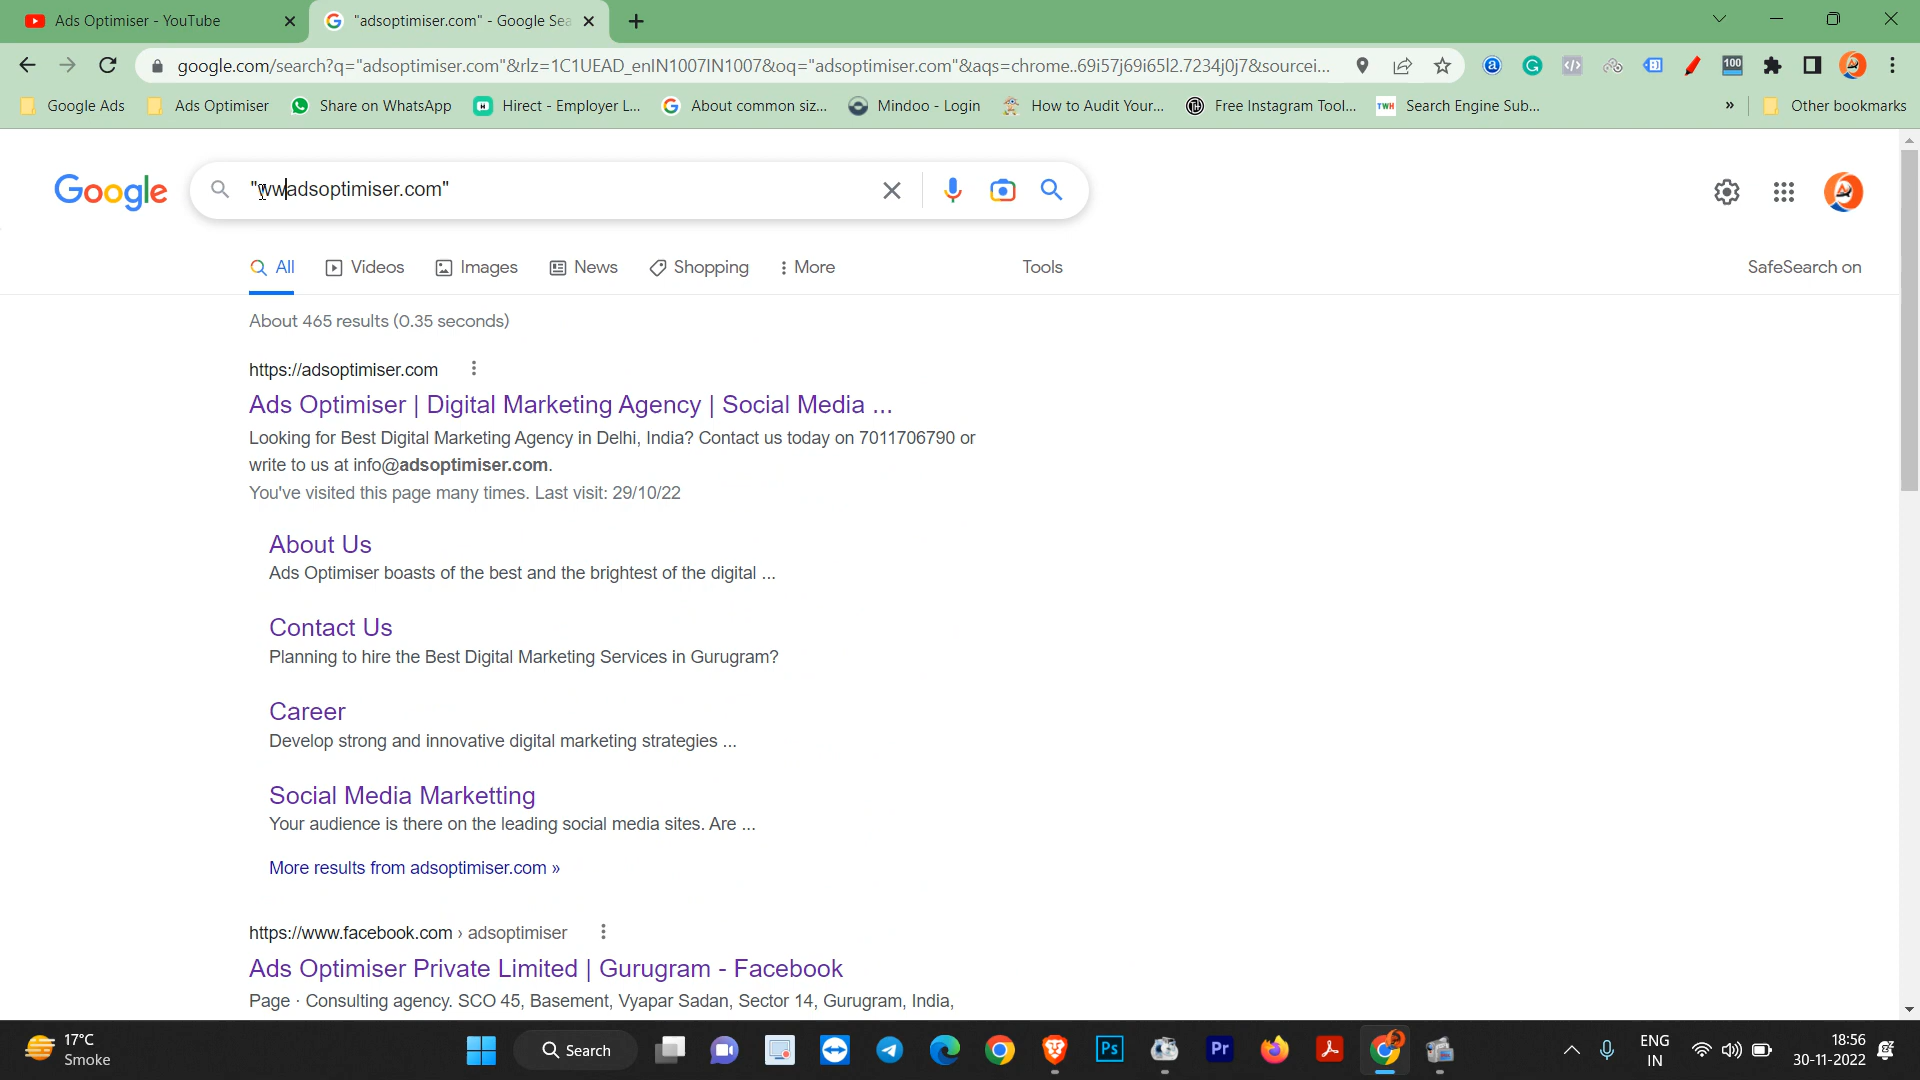 Ads Optimiser - YouTube
"adsoptimiser.com" - Google Sea
google.com/search?q="adsoptimiser.com"&rlz=1C1UEAD_enIN1007IN1007&oq="adsoptimiser.com"&aqs=chrome..69i57j69i65l2.7234j0j7&sourcei...
100
Google Ads
Ads Optimiser
Share on WhatsApp
Hirect - Employer L...
About common siz...
Mindoo - Login
How to Audit Your...
Free Instagram Tool...
TWH Search Engine Sub...
»
Other bookmarks
Google
"wwadsoptimiser.com"
All
Videos
Images
News
Shopping
More
Tools
SafeSearch on
About 465 results (0.35 seconds)
https://adsoptimiser.com
Ads Optimiser | Digital Marketing Agency | Social Media ...
Looking for Best Digital Marketing Agency in Delhi, India? Contact us today on 7011706790 or
write to us at info@adsoptimiser.com.
You've visited this page many times. Last visit: 29/10/22
About Us
Ads Optimiser boasts of the best and the brightest of the digital ...
Contact Us
Planning to hire the Best Digital Marketing Services in Gurugram?
Career
Develop strong and innovative digital marketing strategies ...
Social Media Marketting
Your audience is there on the leading social media sites. Are ...
More results from adsoptimiser.com »
https://www.facebook.com › adsoptimiser
Ads Optimiser Private Limited | Gurugram - Facebook
Page · Consulting agency. SCO 45, Basement, Vyapar Sadan, Sector 14, Gurugram, India,
17°C
Smoke
Search
Ps
Pr
ENG
IN
18:56
30-11-2022